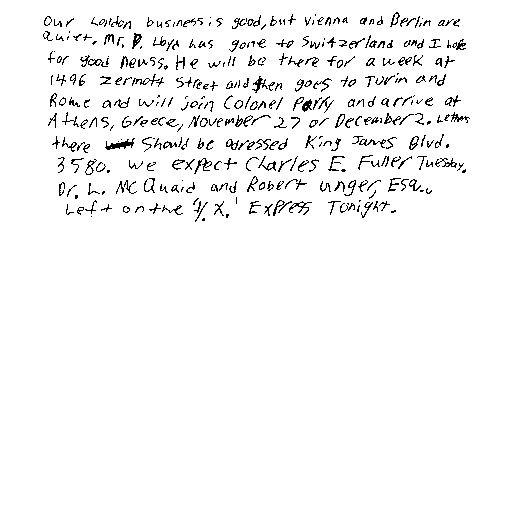 Our London business is good, but Vienna and Berlin are
quiet. Mr. D. Lloyd has gone to Switzerland and I hope
for good newss. He will be there for a week at
1496 Zermott Street and then goes to Turin and
Rome and will join Colonel Parry and arrive at
Athens, Greece, November 27 or December 2. Letters
there should be adressed King James Blvd.
3580. We expect Charles E. Fuller Tuesday.
Dr. L. McQuaid and Robert Unger, Esq.,
Left on the 'Y. X.' Express Tonight.